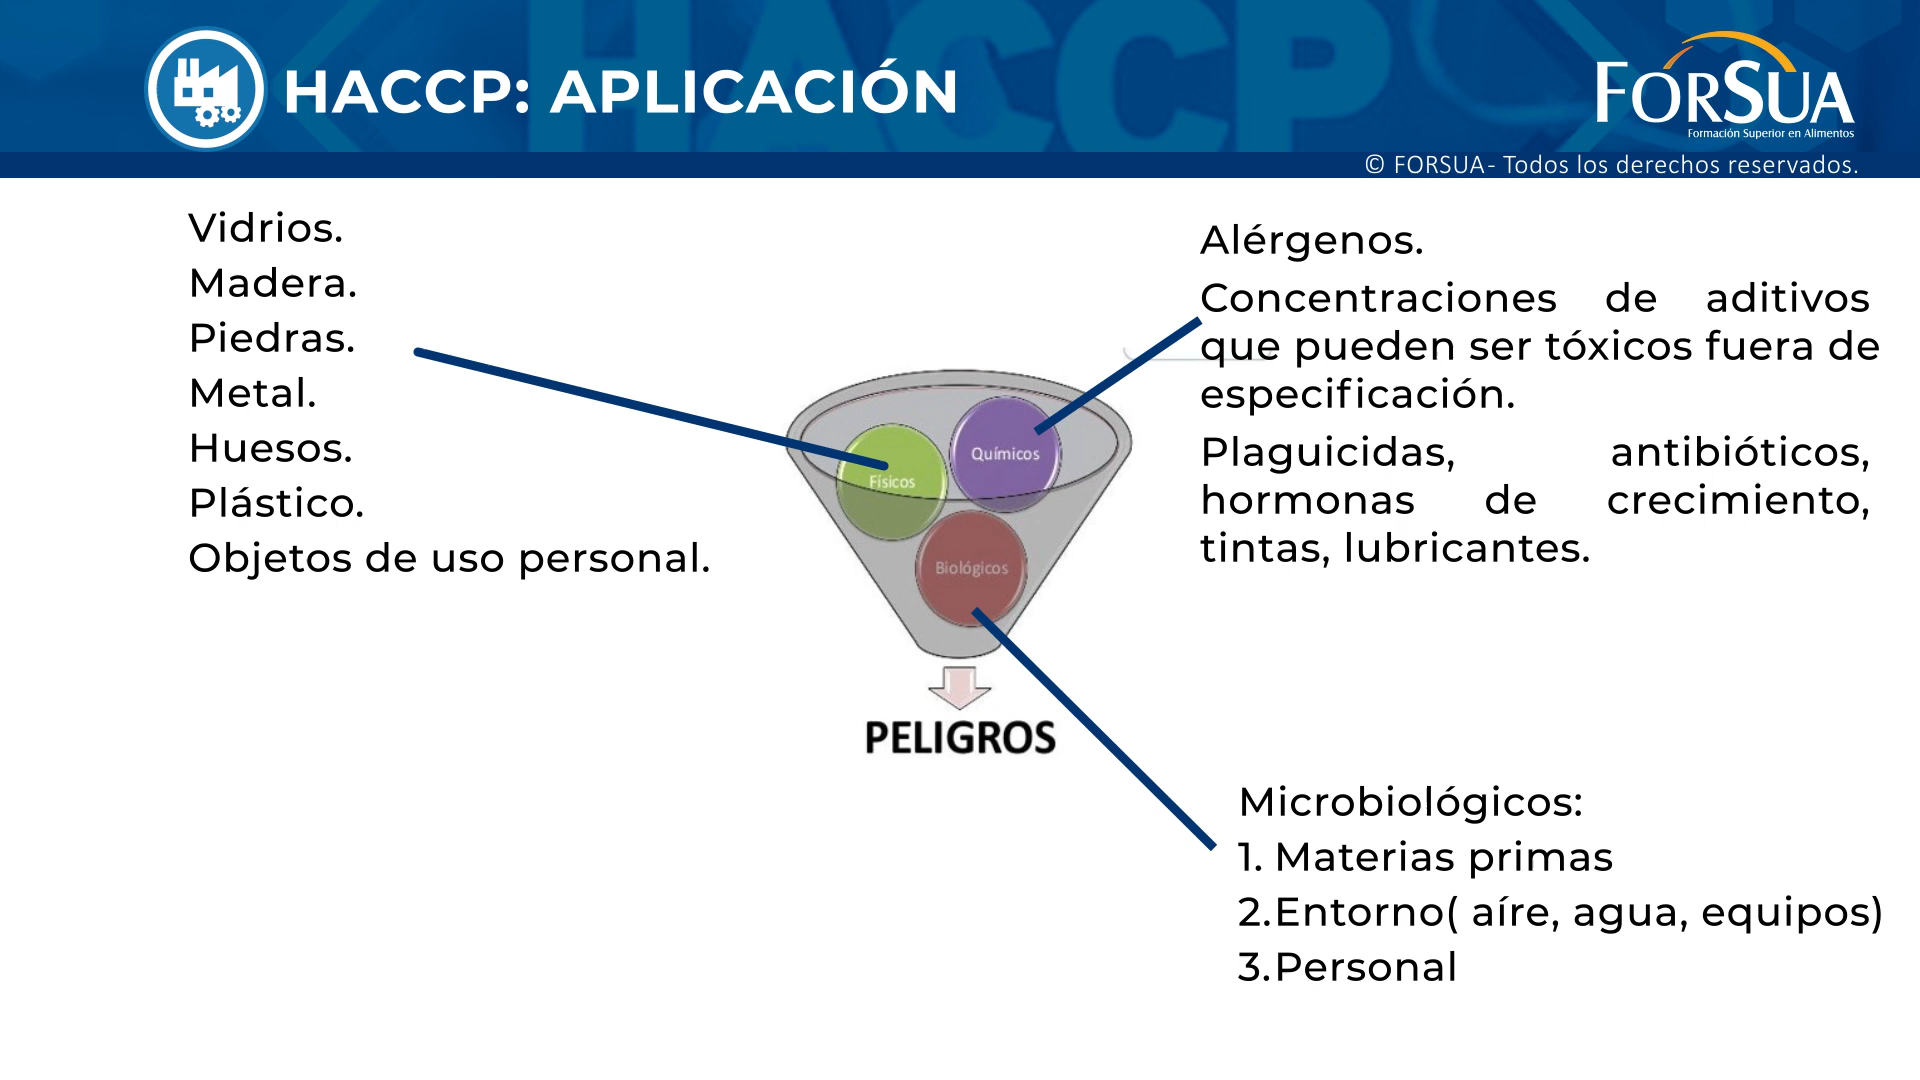 HACCP
HACCP: APLICACIÓN
FORSUA
Formación Superior en Alimentos
© FORSUA- Todos los derechos reservados.
Vidrios.
Madera.
Piedras.
Metal.
Huesos.
Plástico.
Objetos de uso personal.
Alérgenos.
Concentraciones de aditivos
que pueden ser tóxicos fuera de
especificación.
Plaguicidas, antibióticos,
hormonas de crecimiento,
tintas, lubricantes.
Químicos
Físicos
Biológicos
PELIGROS
Microbiológicos:
1. Materias primas
2.Entorno( aíre, agua, equipos)
3.Personal